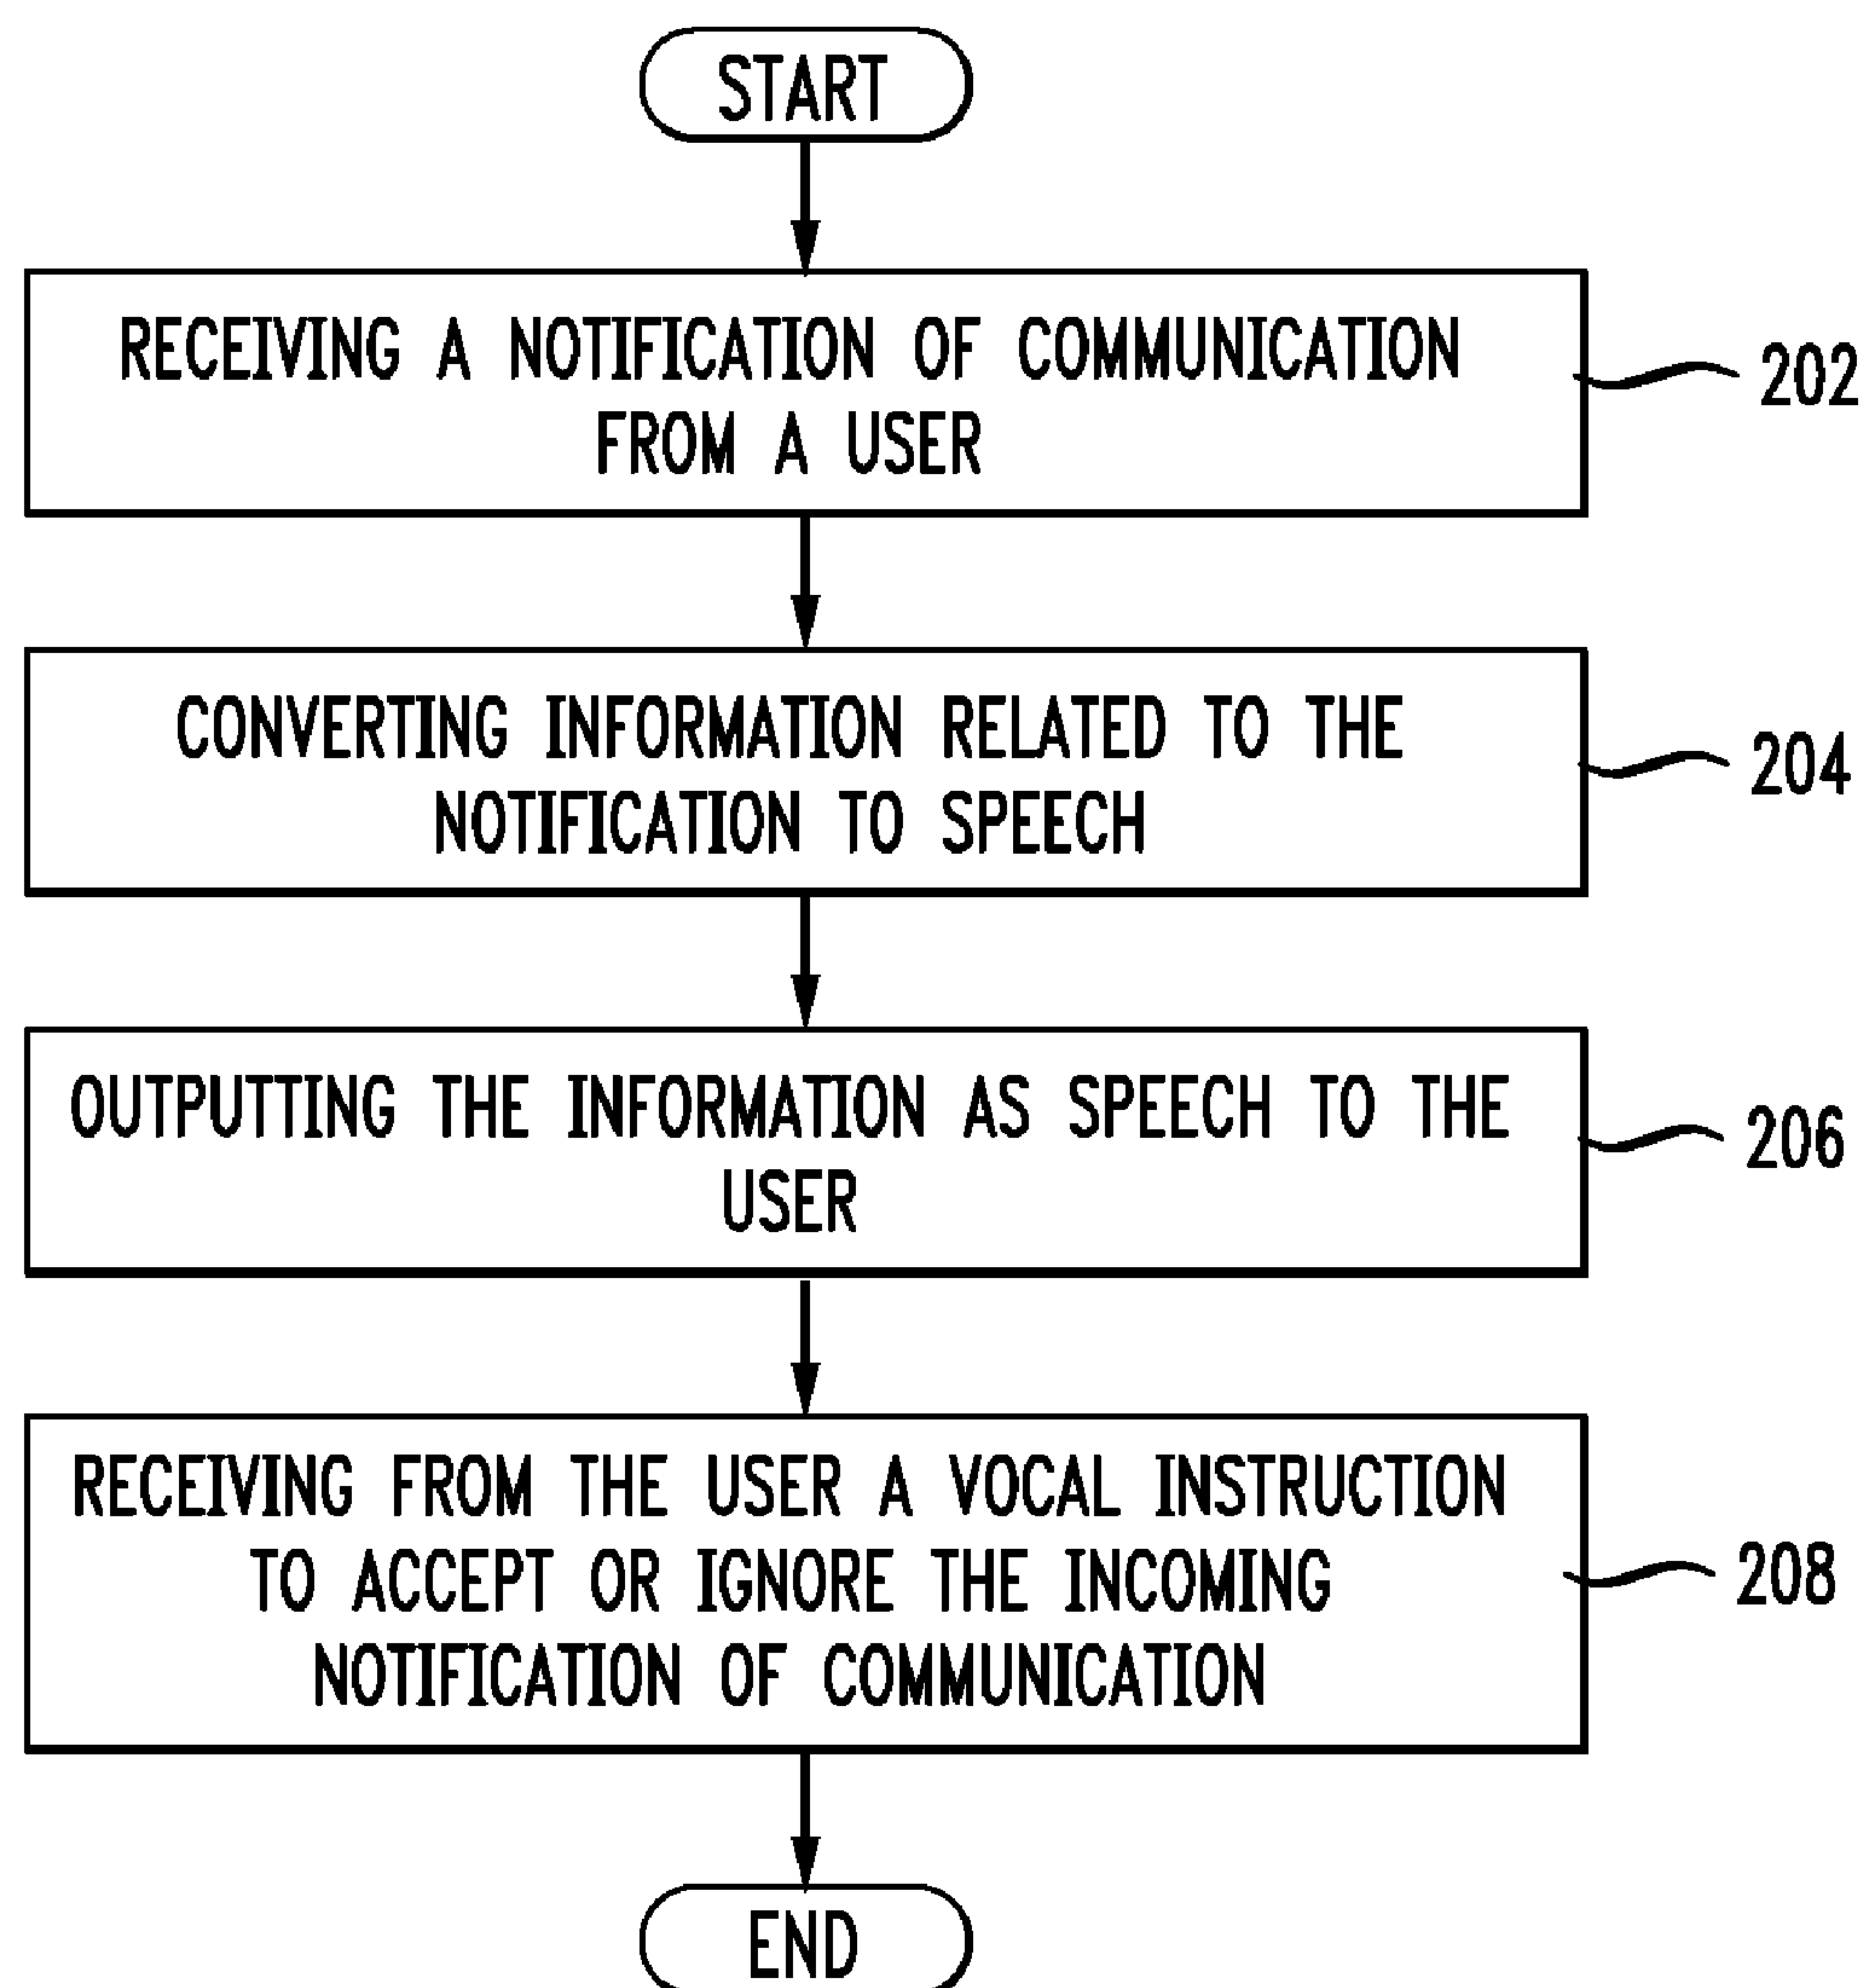 START
RECEIVING A NOTIFICATION OF COMMUNICATION
FROM A USER
202
CONVERTING INFORMATION RELATED TO THE
NOTIFICATION TO SPEECH
204
OUTPUTTING THE INFORMATION AS SPEECH TO THE
USER
206
RECEIVING FROM THE USER A VOCAL INSTRUCTION
TO ACCEPT OR IGNORE THE INCOMING
NOTIFICATION OF COMMUNICATION
208
END